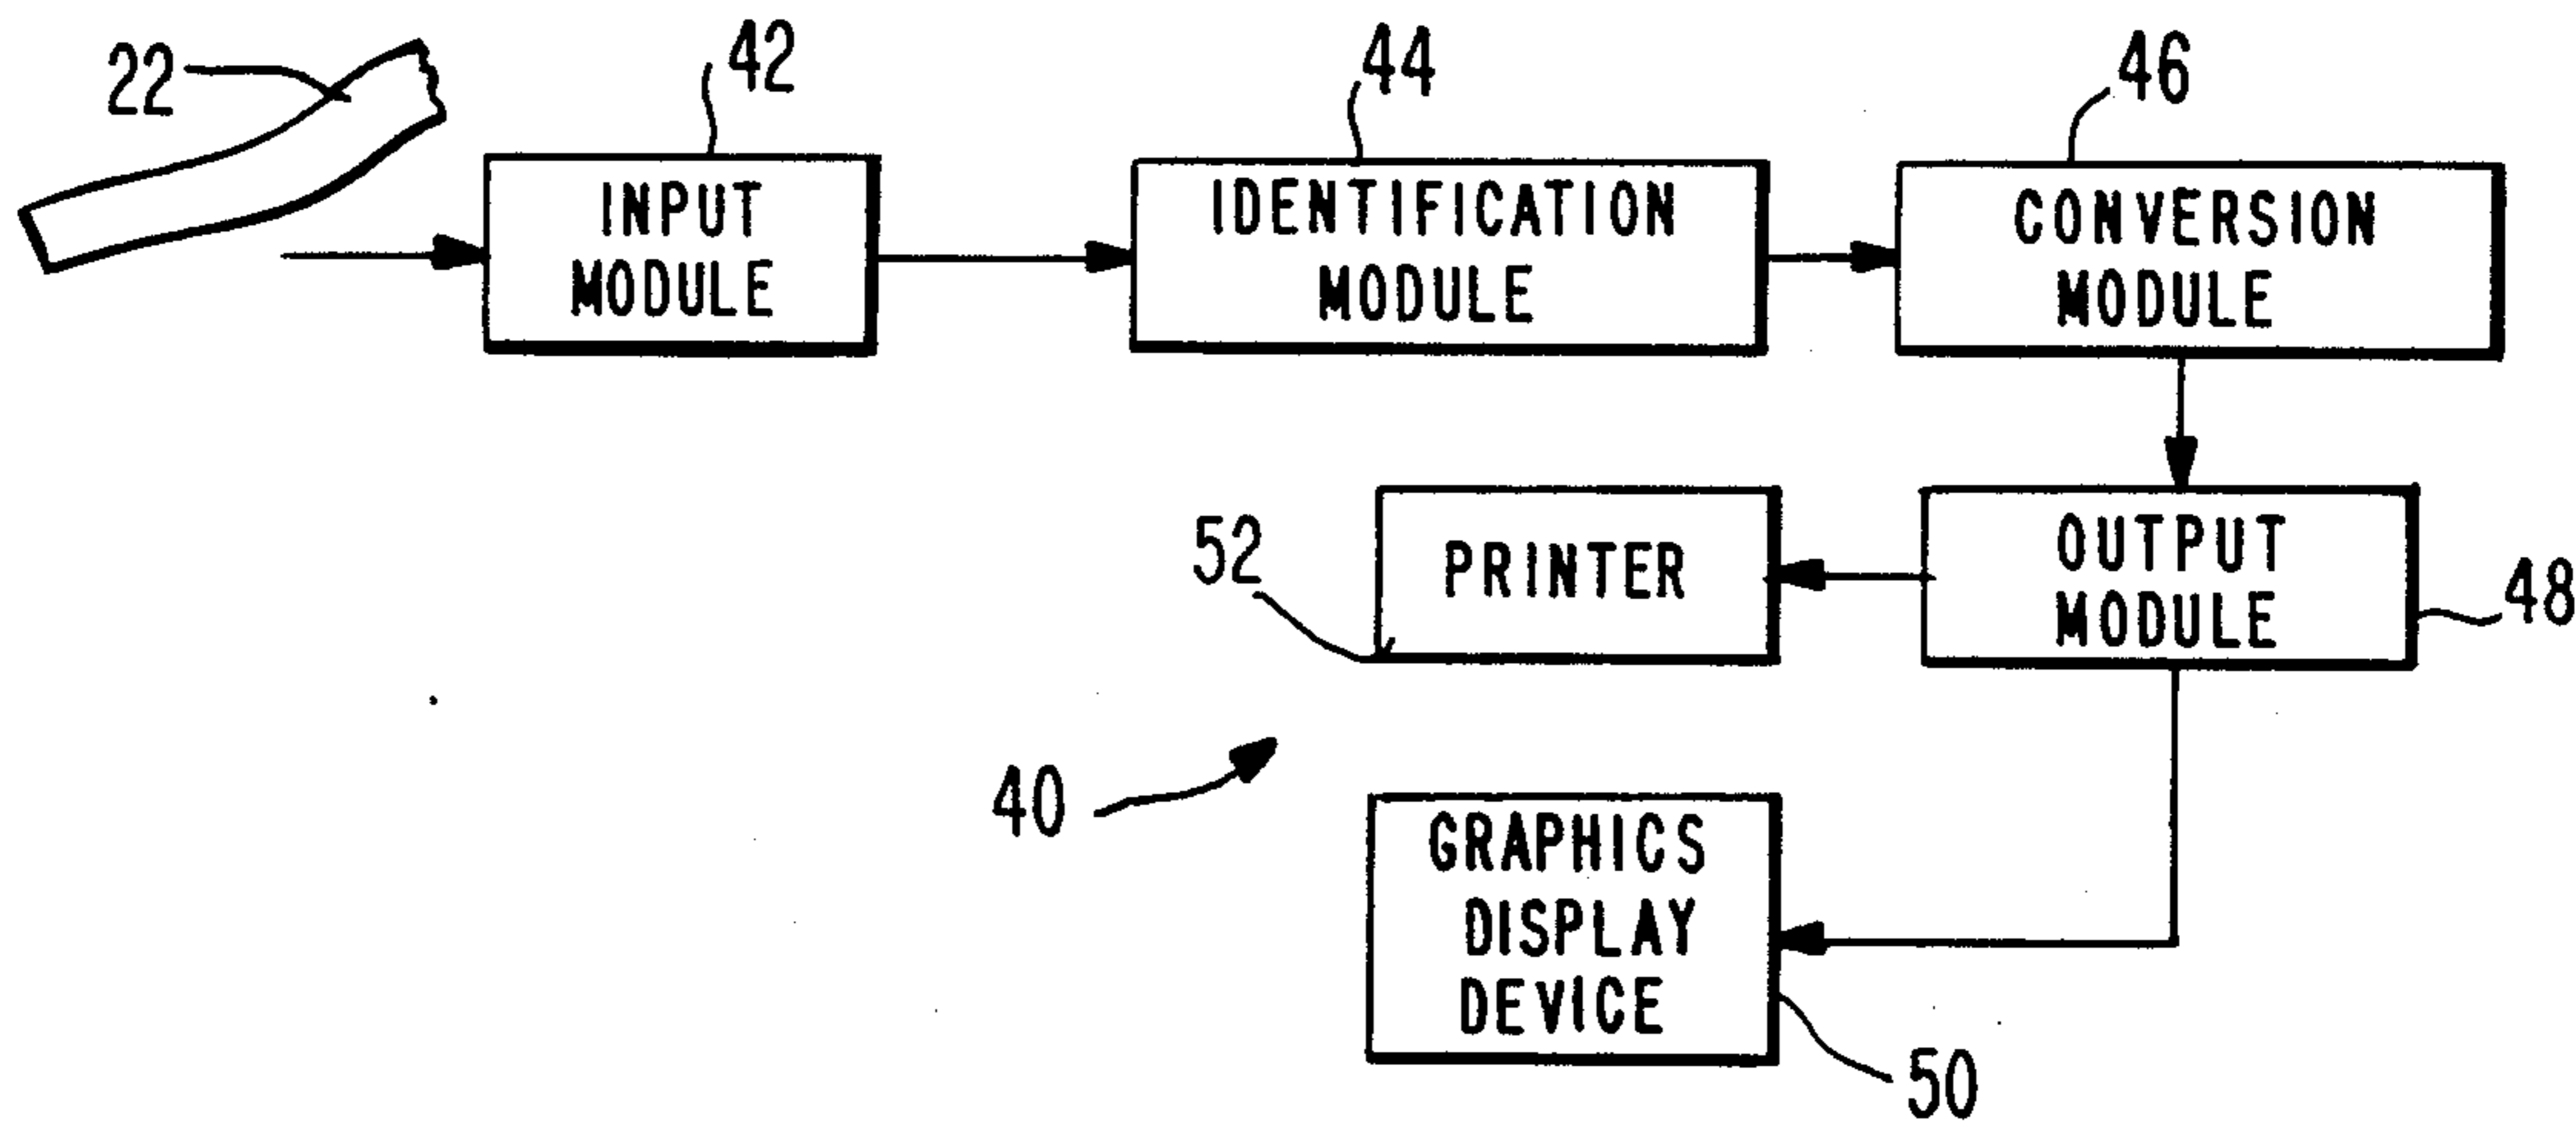 22
42
44
46
INPUT
MODULE
IDENTIFICATION
MODULE
CONVERSION
MODULE
52
PRINTER
OUTPUT
MODULE
48
40
GRAPHICS
DISPLAY
DEVICE
50